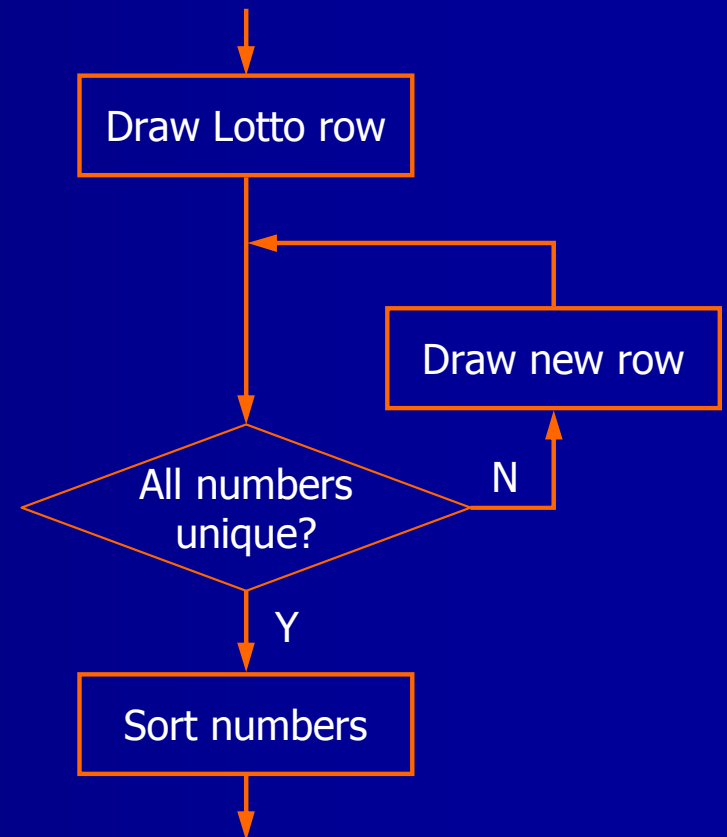 Draw Lotto row
Draw new row
All numbers
unique?
N
Y
Sort numbers